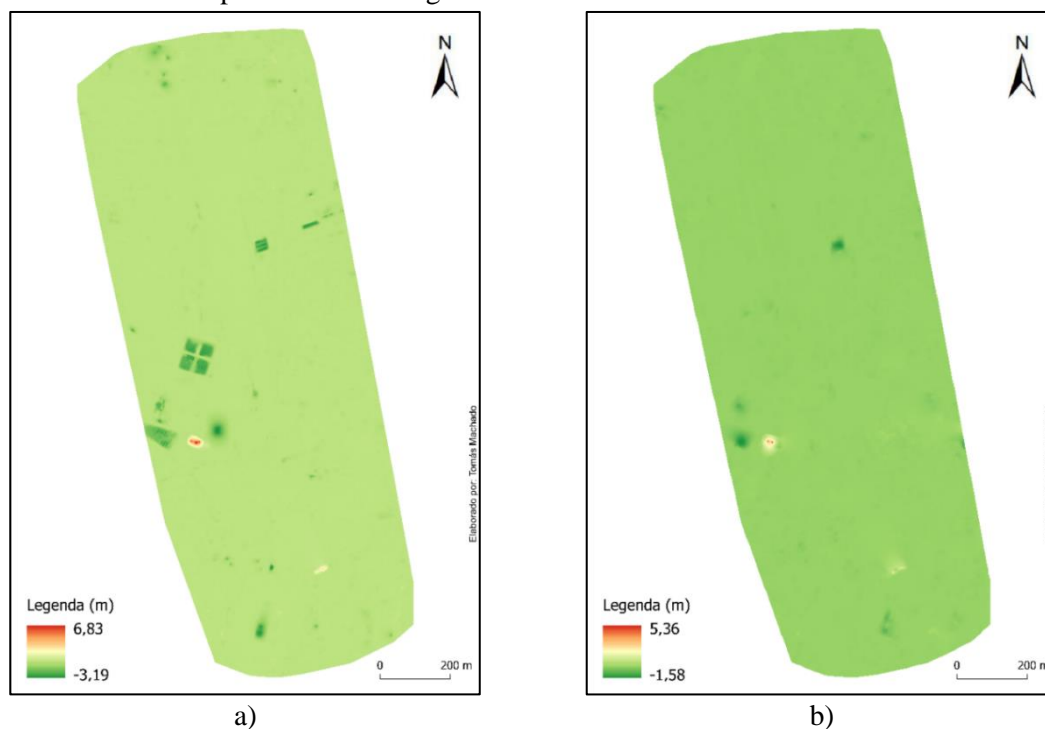 N
Elaborado por: Tomás Machado
Legenda (m)
6,83
-3,19
0 200 m
a)
N
Legenda (m)
5,36
-1,58
0 200 m
b)